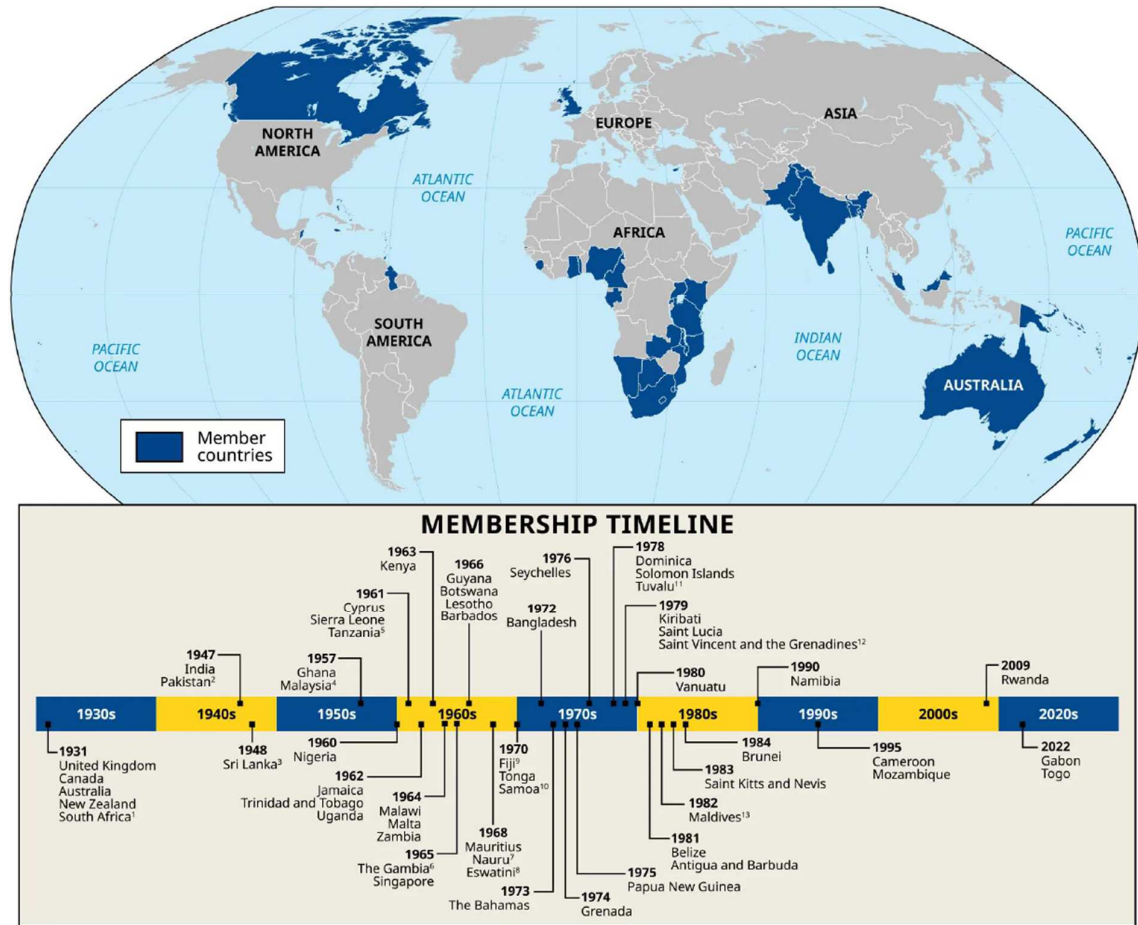 NORTH
AMERICA
EUROPE
ASIA
ATLANTIC
OCEAN
AFRICA
PACIFIC
OCEAN
SOUTH
AMERICA
INDIAN
OCEAN
PACIFIC
OCEAN
ATLANTIC
OCEAN
AUSTRALIA
Member
countries
MEMBERSHIP TIMELINE
1947
India
Pakistan²
1957
Ghana
Malaysia⁴
1961
Cyprus
Sierra Leone
Tanzania⁵
1963
Kenya
1966
Guyana
Botswana
Lesotho
Barbados
1972
Bangladesh
1976
Seychelles
1978
Dominica
Solomon Islands
Tuvalu¹¹
1979
Kiribati
Saint Lucia
Saint Vincent and the Grenadines¹²
1980
Vanuatu
1990
Namibia
2009
Rwanda
1930s
1940s
1950s
1960s
1970s
1980s
1990s
2000s
2020s
1931
United Kingdom
Canada
Australia
New Zealand
South Africa¹
1948
Sri Lanka³
1960
Nigeria
1962
Jamaica
Trinidad and Tobago
Uganda
1964
Malawi
Malta
Zambia
1965
The Gambia⁶
Singapore
1968
Mauritius
Nauru⁷
Eswatini⁸
1970
Fiji⁹
Tonga
Samoa¹⁰
1973
The Bahamas
1974
Grenada
1975
Papua New Guinea
1981
Belize
Antigua and Barbuda
1982
Maldives¹³
1983
Saint Kitts and Nevis
1984
Brunei
1995
Cameroon
Mozambique
2022
Gabon
Togo